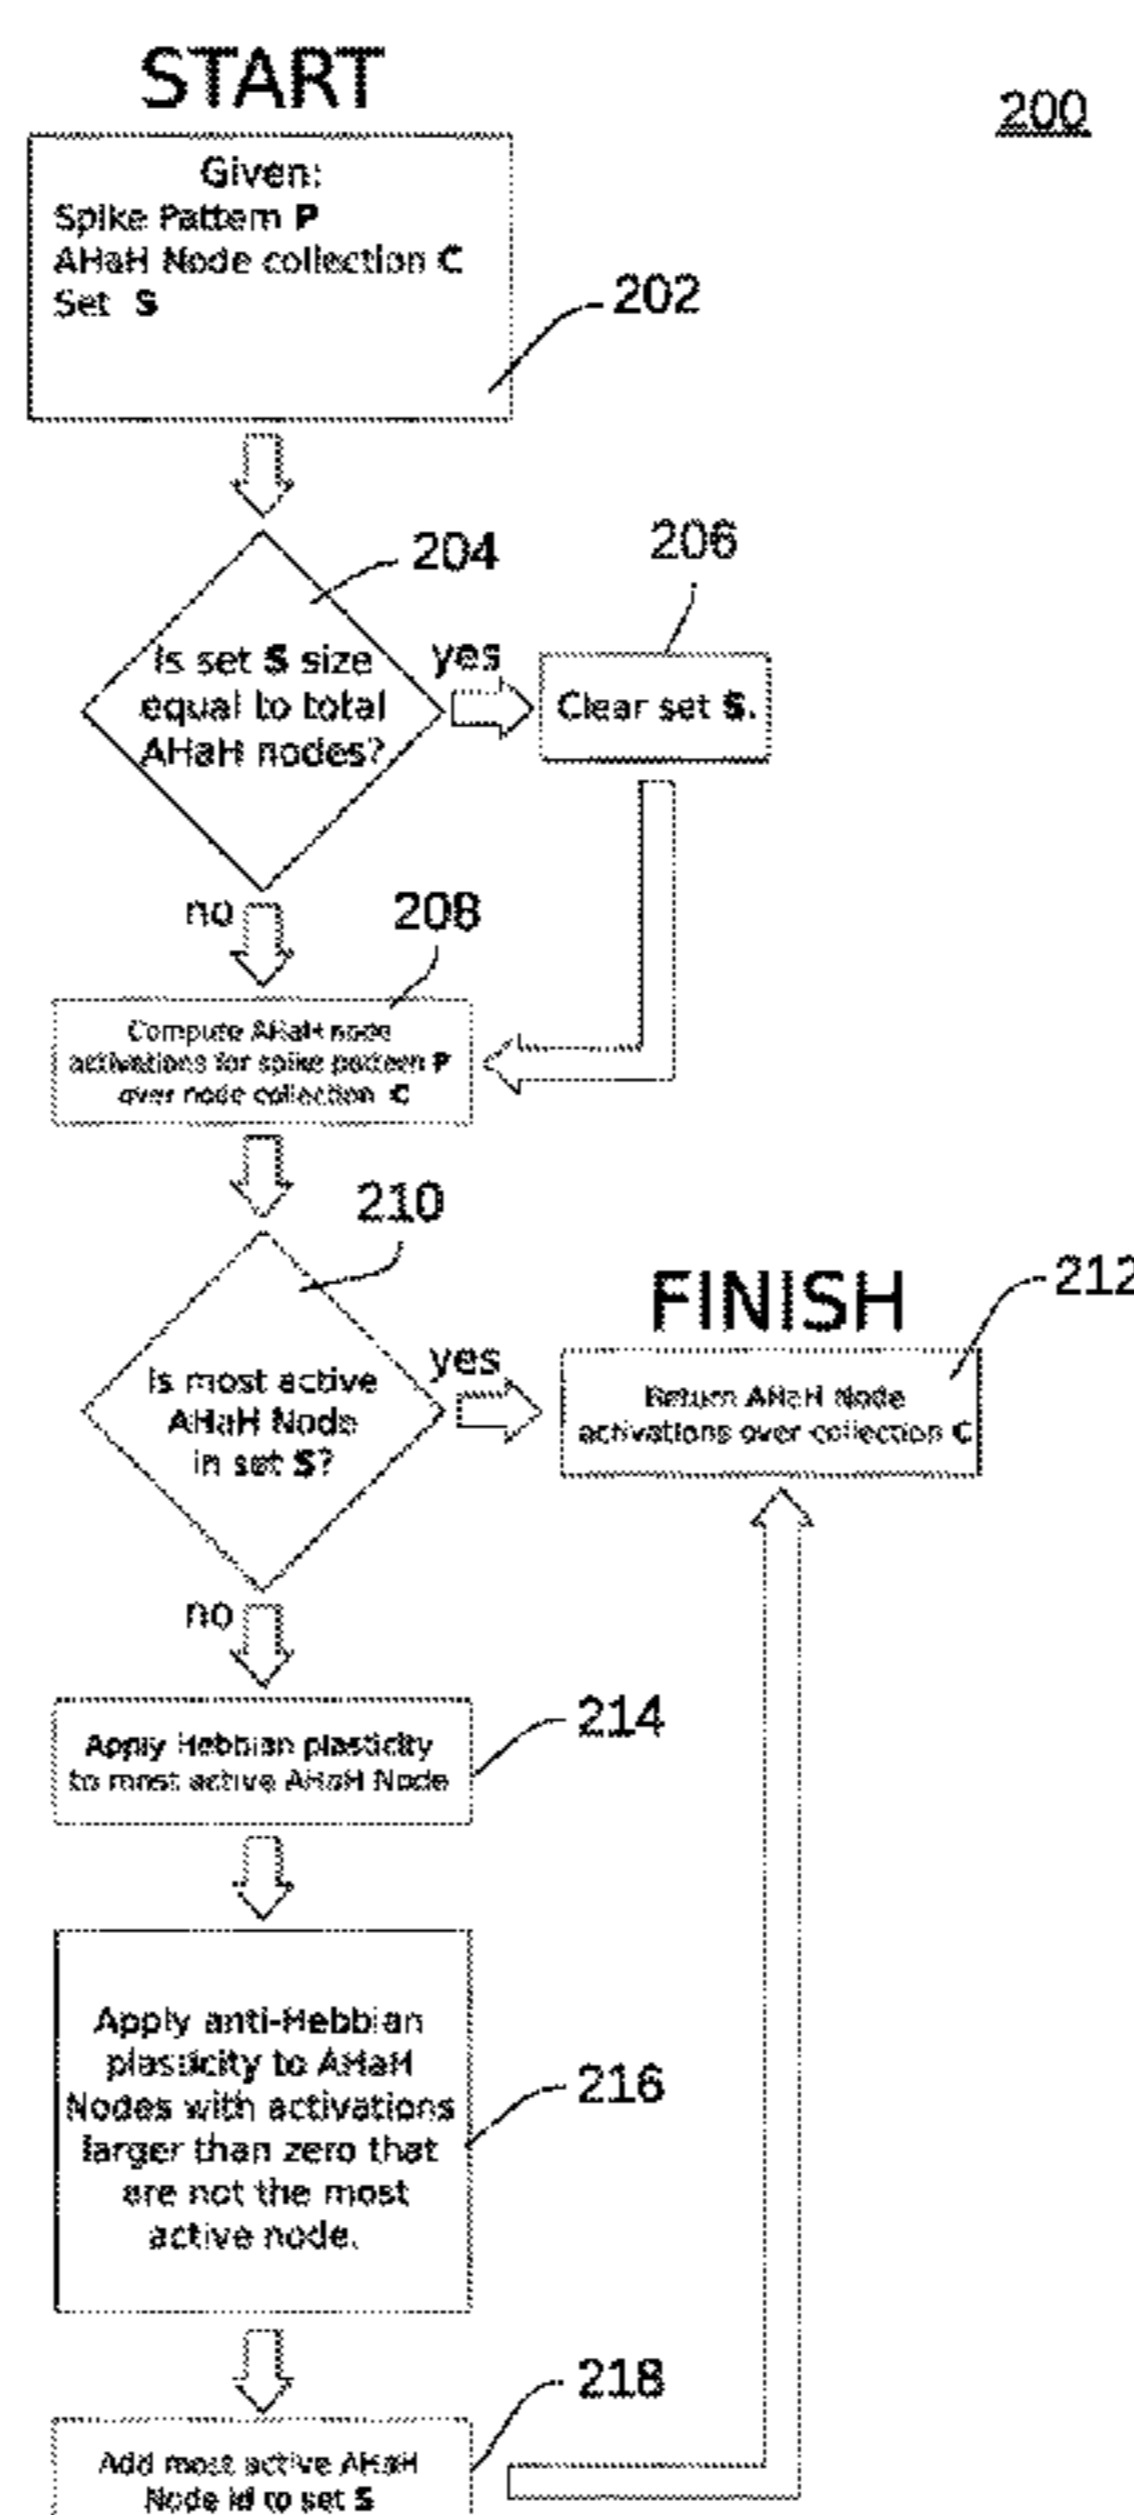 START
200
Given:
Spike Pattern P
AHaH Node collection C
Set S
202
204
206
Is set S size
equal to total
AHaH nodes?
yes
Clear set S.
no
208
Compute AHaH node
activations for spike pattern P
over node collection C
210
Is most active
AHaH Node
in set S?
yes
FINISH
212
Return AHaH Node
activations over collection C
no
214
Apply Hebbian plasticity
to most active AHaH Node
Apply anti-Hebbian
plasticity to AHaH
Nodes with activations
larger than zero that
are not the most
active node.
216
218
Add most active AHaH
Node id to set S